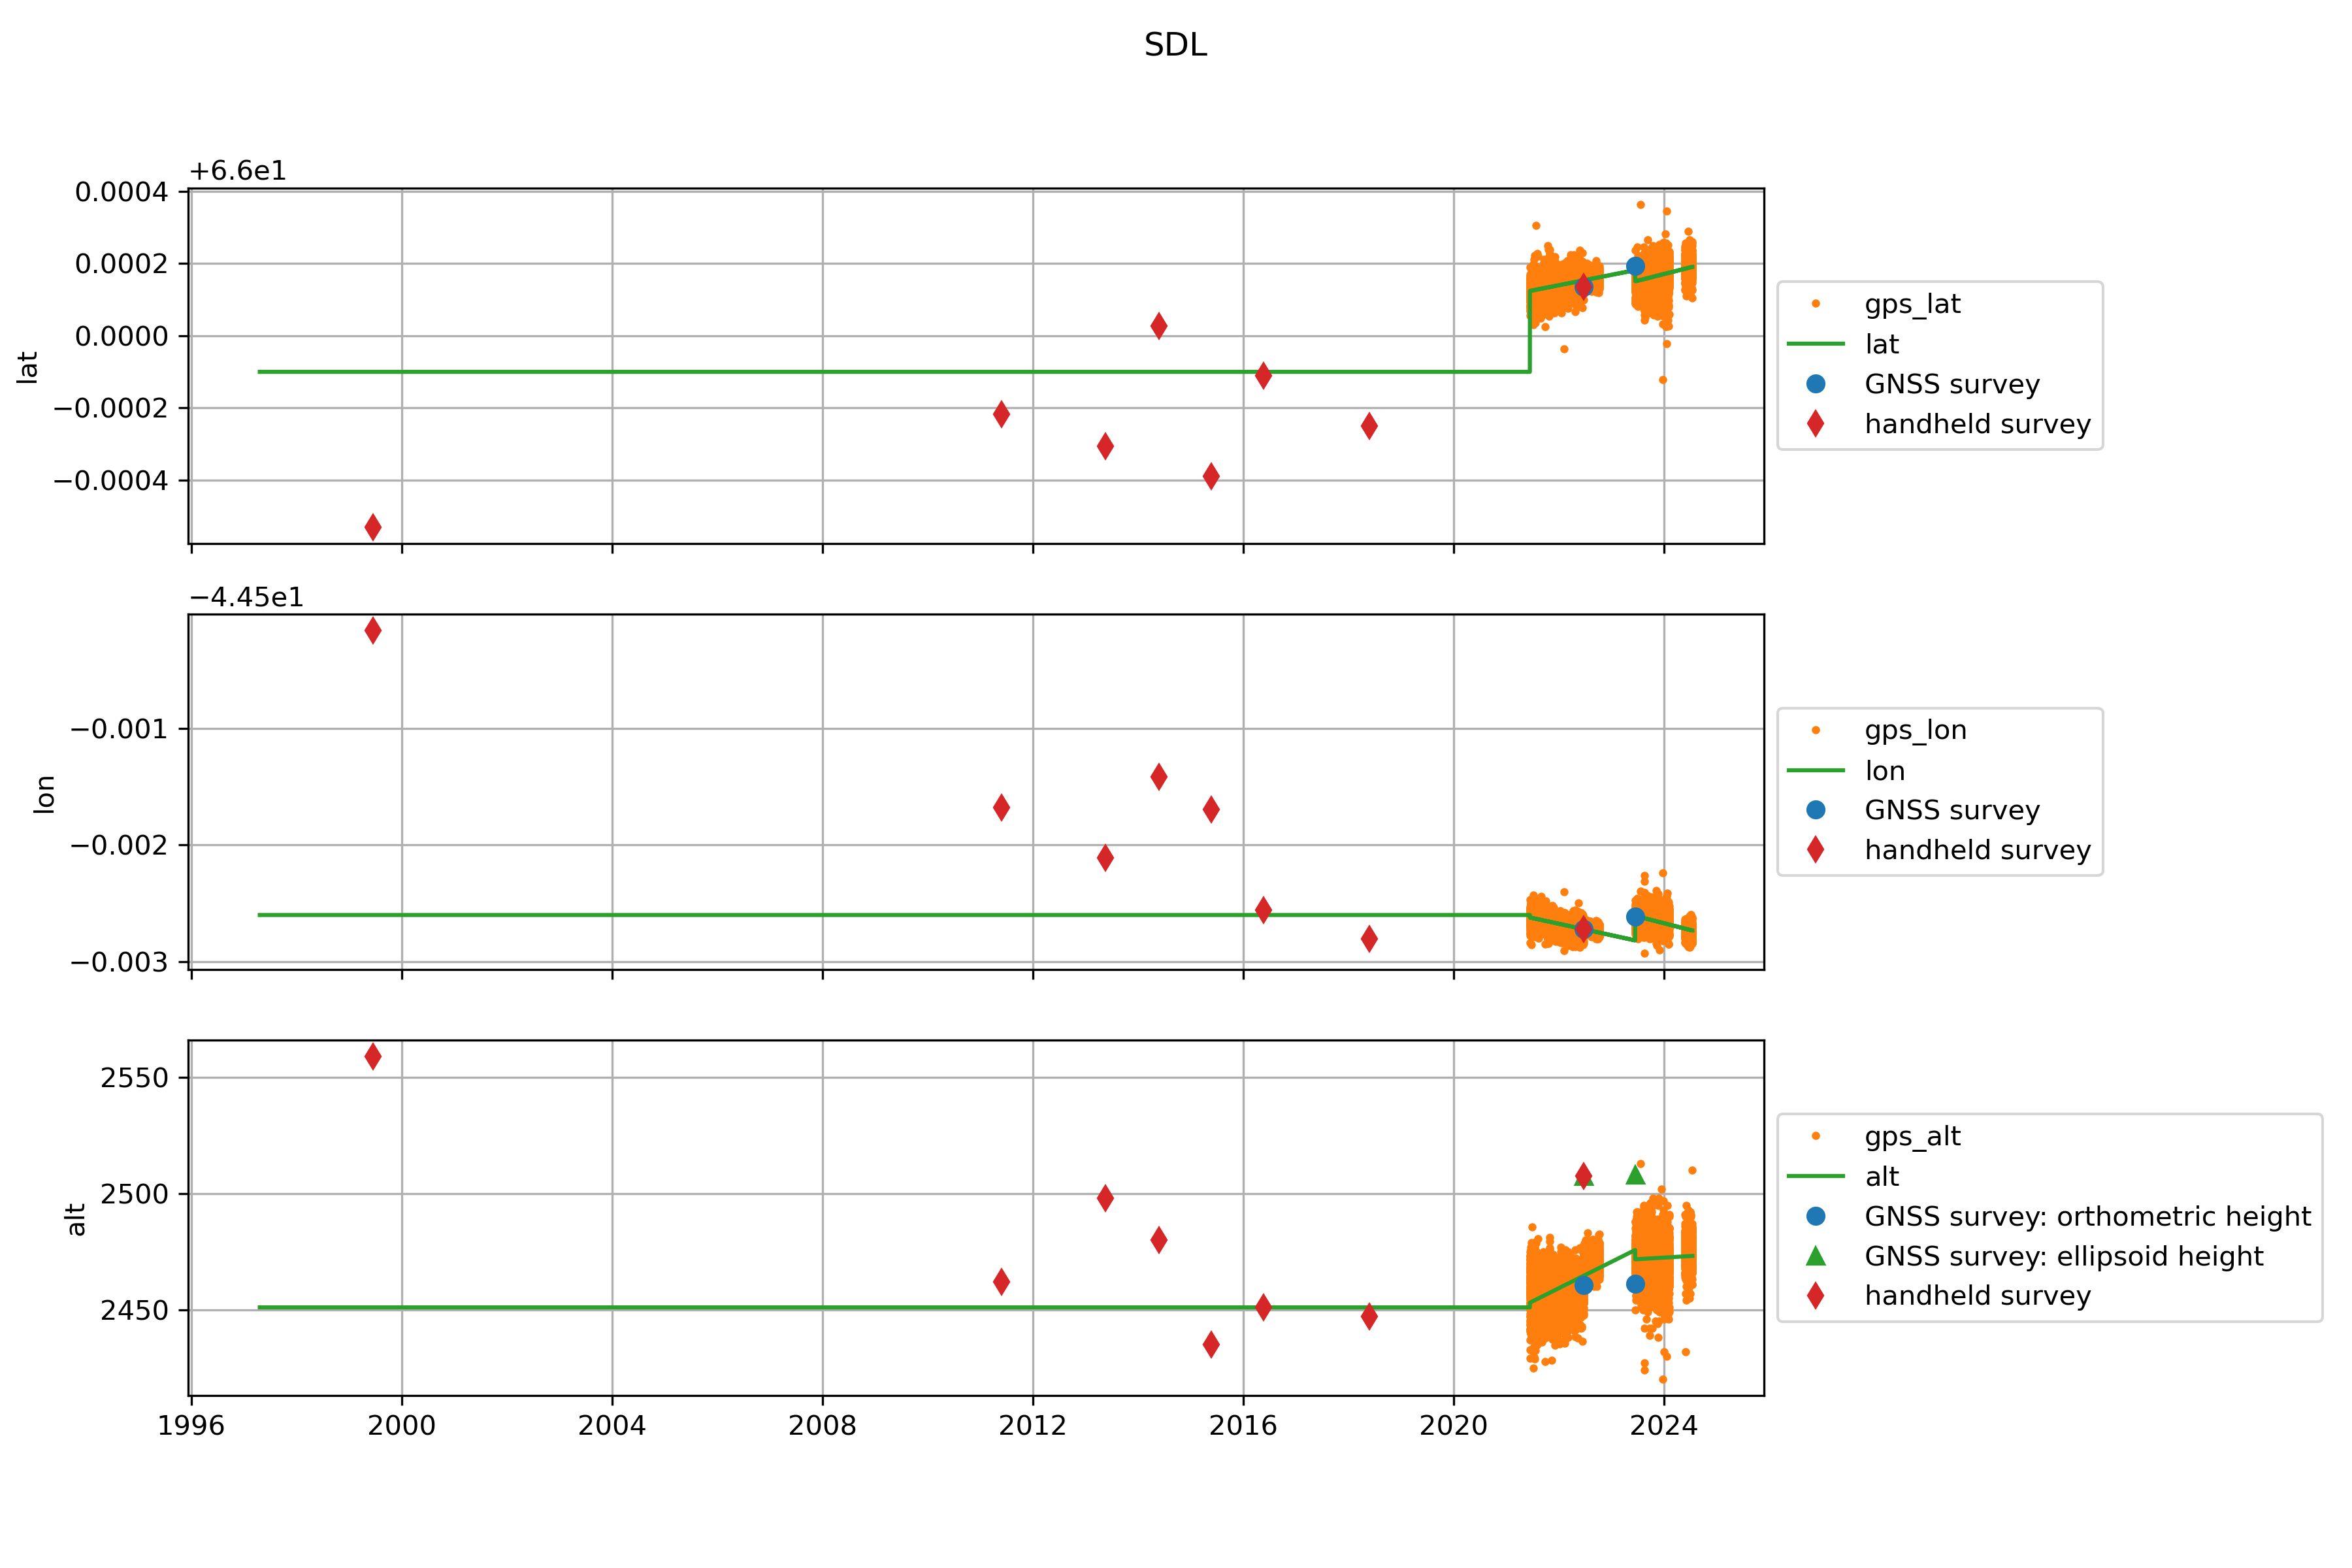 SDL
+6.6e1
0.0004
0.0002
0.0000
−0.0002
−0.0004
lat
gps_lat
lat
GNSS survey
handheld survey
−4.45e1
−0.001
−0.002
−0.003
lon
gps_lon
lon
GNSS survey
handheld survey
2550
2500
2450
alt
gps_alt
alt
GNSS survey: orthometric height
GNSS survey: ellipsoid height
handheld survey
1996 2000 2004 2008 2012 2016 2020 2024